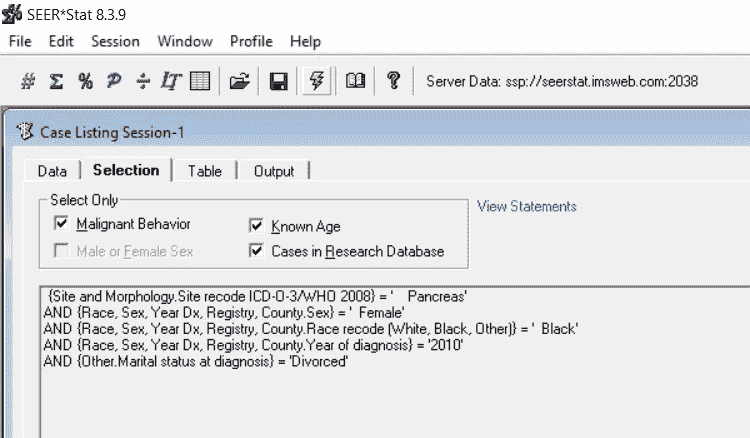 SEER*Stat 8.3.9
File Edit Session Window Profile Help
# Σ % P ÷ LT ? Server Data: ssp://seerstat.imsweb.com:2038
Case Listing Session-1
Data Selection Table Output
Select Only
Malignant Behavior Known Age View Statements
Male or Female Sex Cases in Research Database
{Site and Morphology.Site recode ICD-O-3/WHO 2008} = '    Pancreas'
AND {Race, Sex, Year Dx, Registry, County.Sex} = '  Female'
AND {Race, Sex, Year Dx, Registry, County.Race recode (White, Black, Other)} = '  Black'
AND {Race, Sex, Year Dx, Registry, County.Year of diagnosis} = '2010'
AND {Other.Marital status at diagnosis} = 'Divorced'